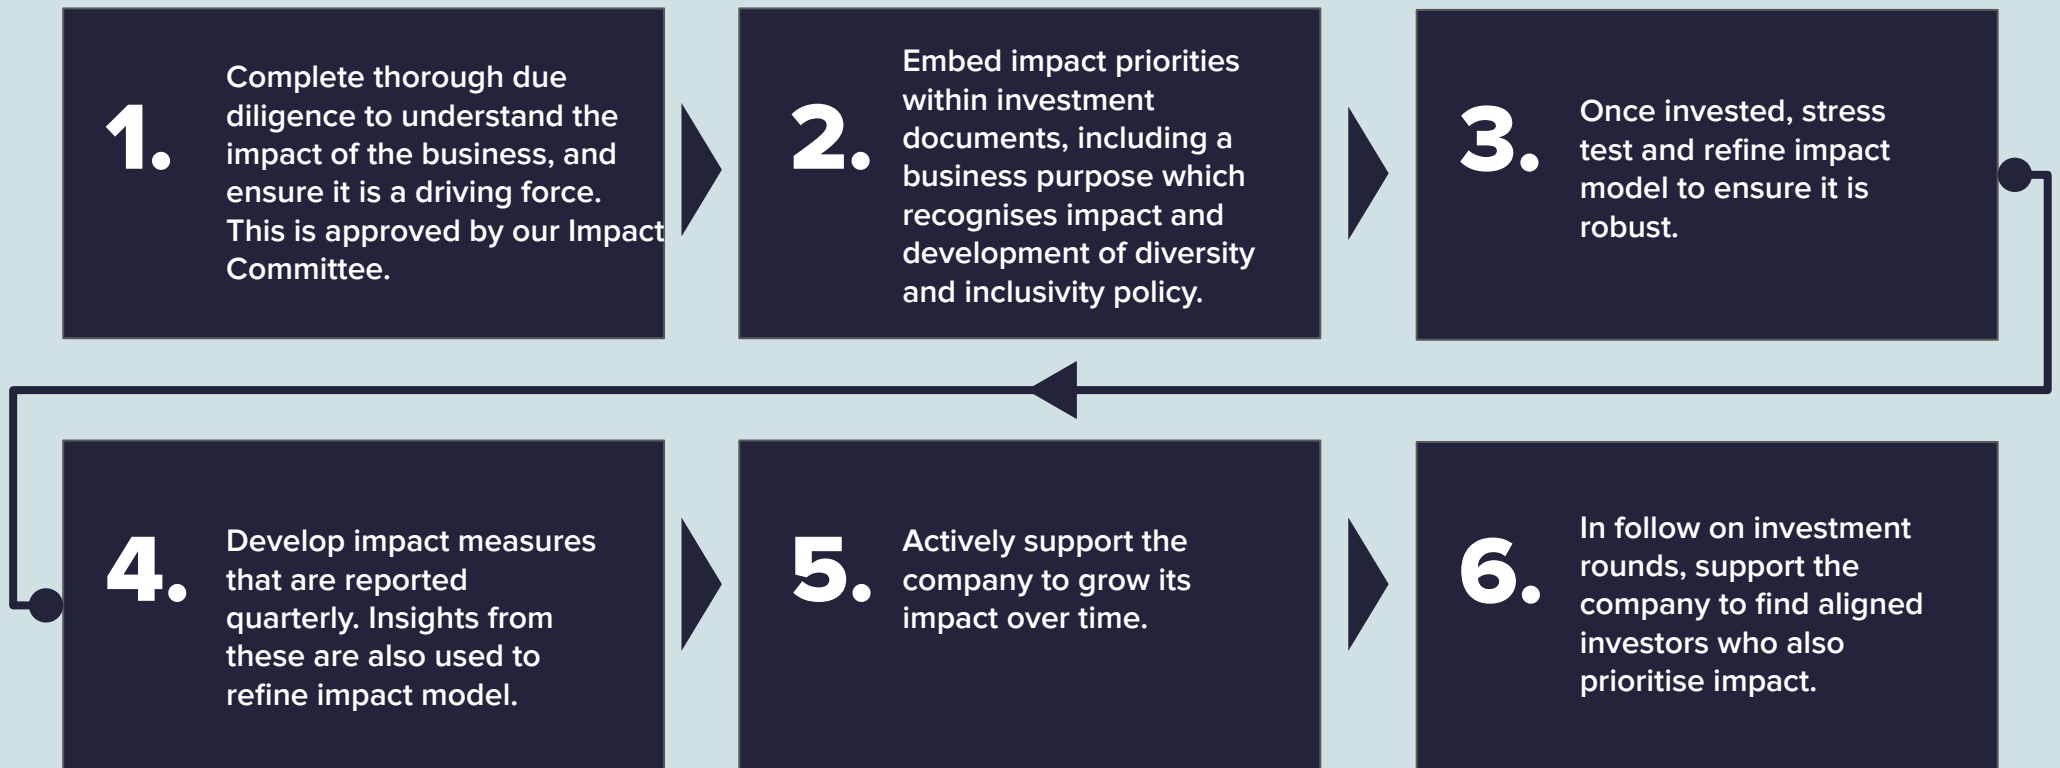 1.
Complete thorough due
diligence to understand the
impact of the business, and
ensure it is a driving force.
This is approved by our Impact
Committee.
2.
Embed impact priorities
within investment
documents, including a
business purpose which
recognises impact and
development of diversity
and inclusivity policy.
3.
Once invested, stress
test and refine impact
model to ensure it is
robust.
4.
Develop impact measures
that are reported
quarterly. Insights from
these are also used to
refine impact model.
5.
Actively support the
company to grow its
impact over time.
6.
In follow on investment
rounds, support the
company to find aligned
investors who also
prioritise impact.